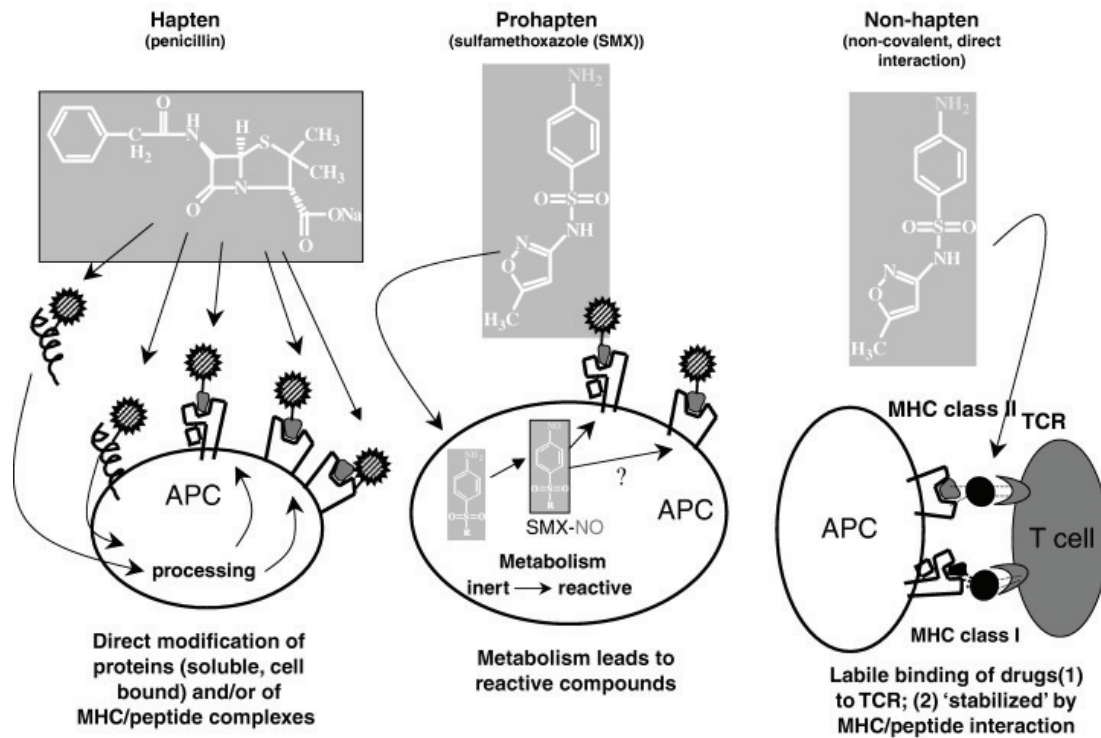 Hapten
(penicillin)
O
H
N
H
S
CH3
C
H2
CH3
N
O
ONa
O
APC
processing
Direct modification of
proteins (soluble, cell
bound) and/or of
MHC/peptide complexes
Prohapten
(sulfamethoxazole (SMX))
NH2
O=S=O
N
NH
O
H3C
NH2
O=S=O
R
NO
O=S=O
R
?
SMX-NO
APC
Metabolism
inert → reactive
Metabolism leads to
reactive compounds
Non-hapten
(non-covalent, direct
interaction)
NH2
O=S=O
N
NH
O
H3C
MHC class II
TCR
APC
T cell
MHC class I
Labile binding of drugs(1)
to TCR; (2) ‘stabilized’ by
MHC/peptide interaction